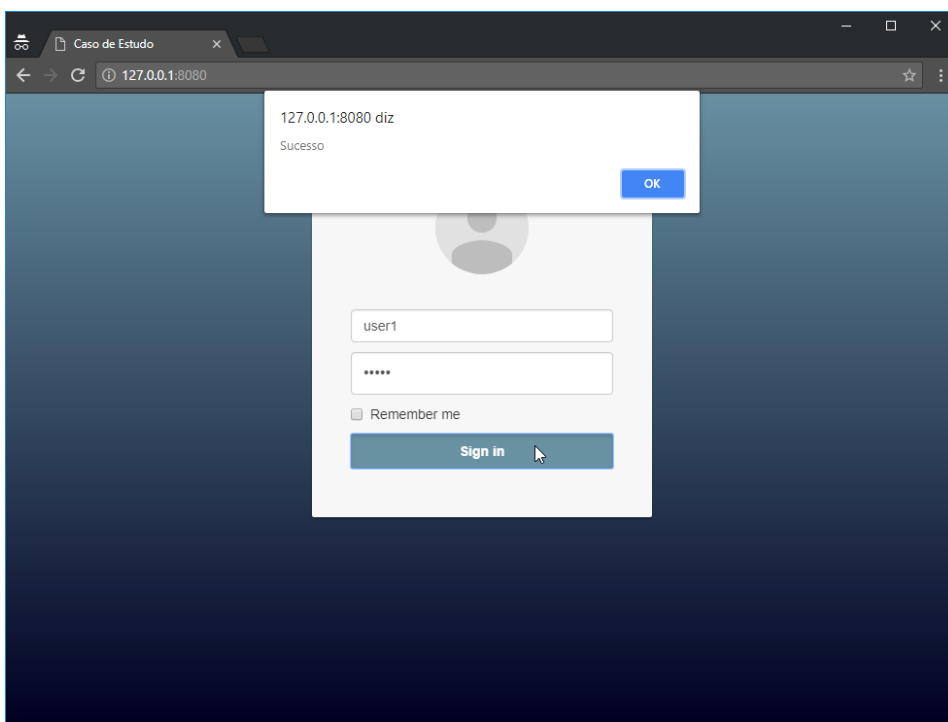 Caso de Estudo
127.0.0.1:8080
127.0.0.1:8080 diz
Sucesso
OK
user1
•••••
Remember me
Sign in